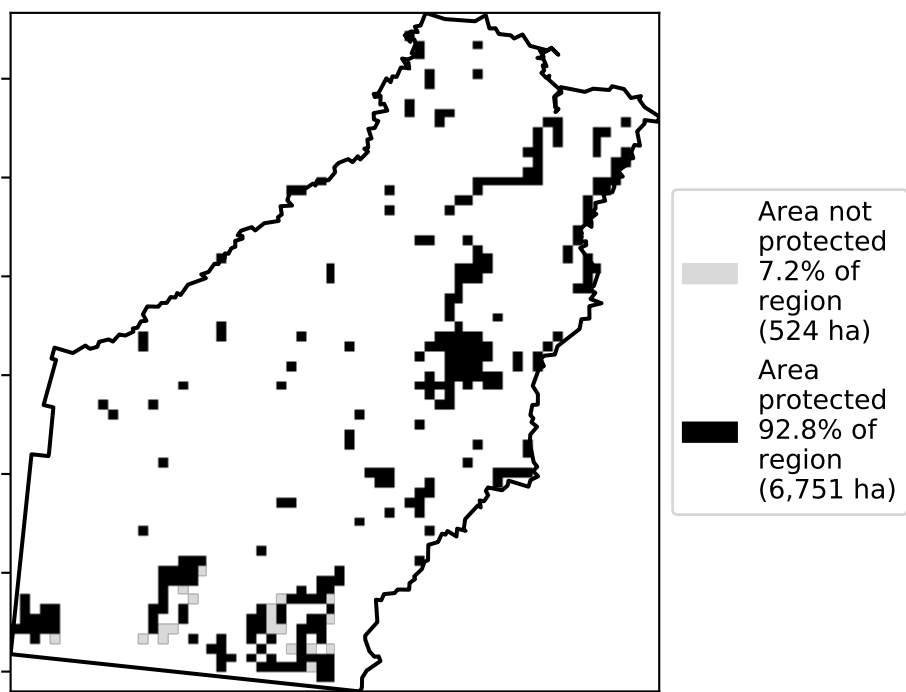 Area not
protected
7.2% of
region
(524 ha)
Area
protected
92.8% of
region
(6,751 ha)